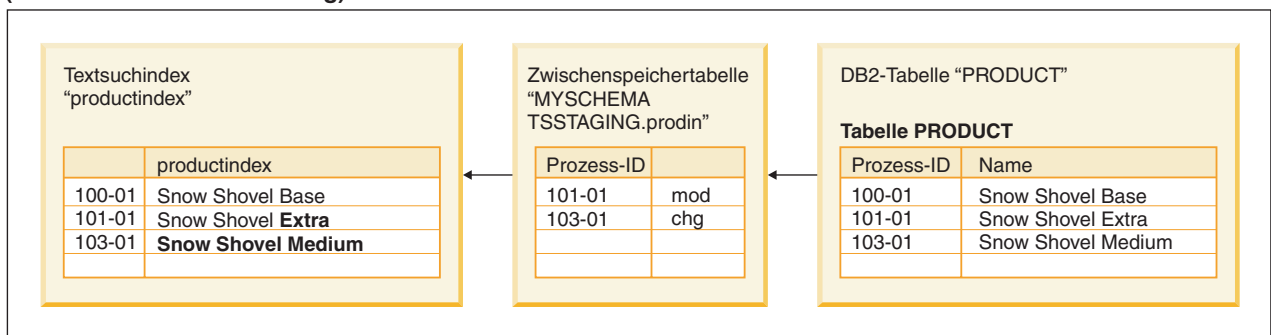 Textsuchindex
“productindex”
productindex
100-01 Snow Shovel Base
101-01 Snow Shovel Extra
103-01 Snow Shovel Medium
Zwischenspeichertabelle
“MYSCHEMA
TSSTAGING.prodin”
Prozess-ID
101-01 mod
103-01 chg
DB2-Tabelle “PRODUCT”
Tabelle PRODUCT
Prozess-ID Name
100-01 Snow Shovel Base
101-01 Snow Shovel Extra
103-01 Snow Shovel Medium